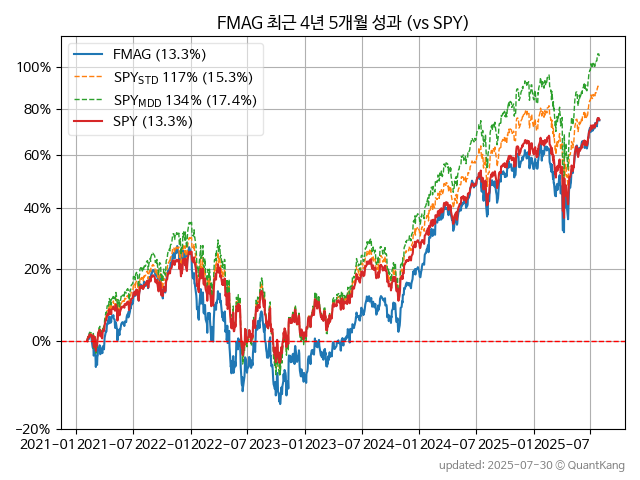 FMAG 최근 4년 5개월 성과 (vs SPY)
FMAG (13.3%)
SPY_STD 117% (15.3%)
SPY_MDD 134% (17.4%)
SPY (13.3%)
100%
80%
60%
40%
20%
0%
−20%
2021-01 2021-07 2022-01 2022-07 2023-01 2023-07 2024-01 2024-07 2025-01 2025-07
updated: 2025-07-30 © QuantKang